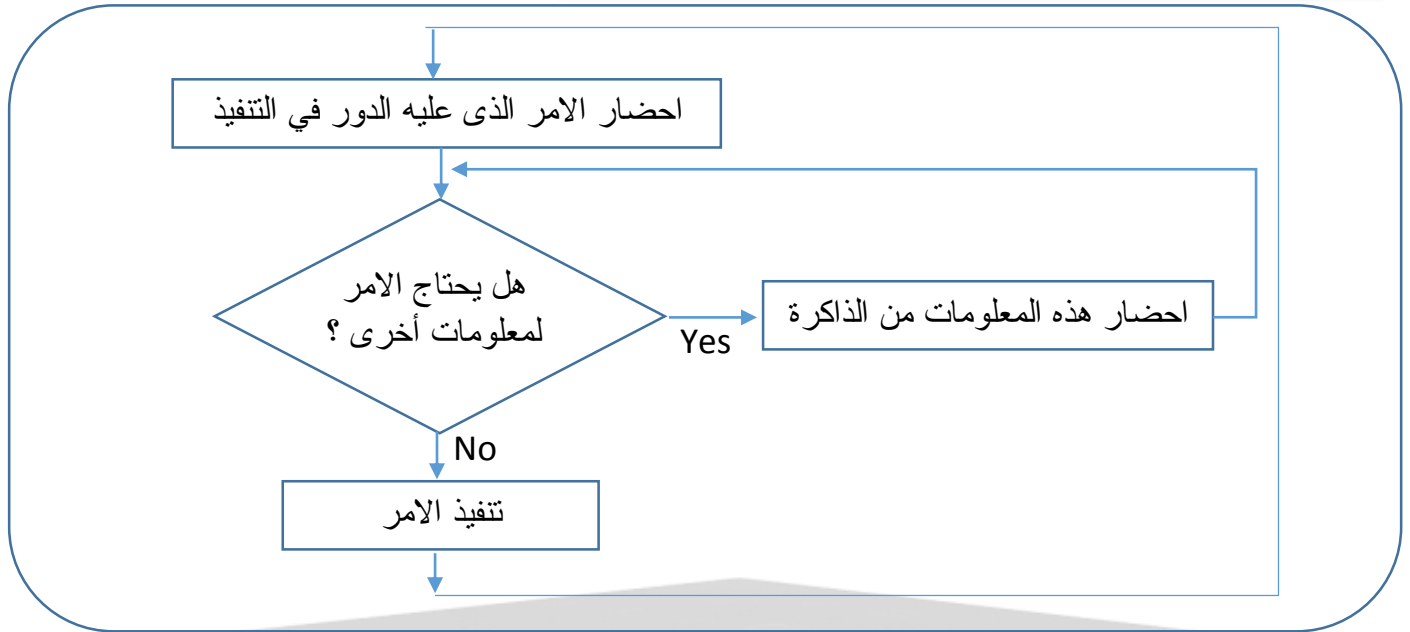 احضار الامر الذى عليه الدور في التنفيذ
هل يحتاج الامر
لمعلومات أخرى ؟
Yes
احضار هذه المعلومات من الذاكرة
No
تنفيذ الامر